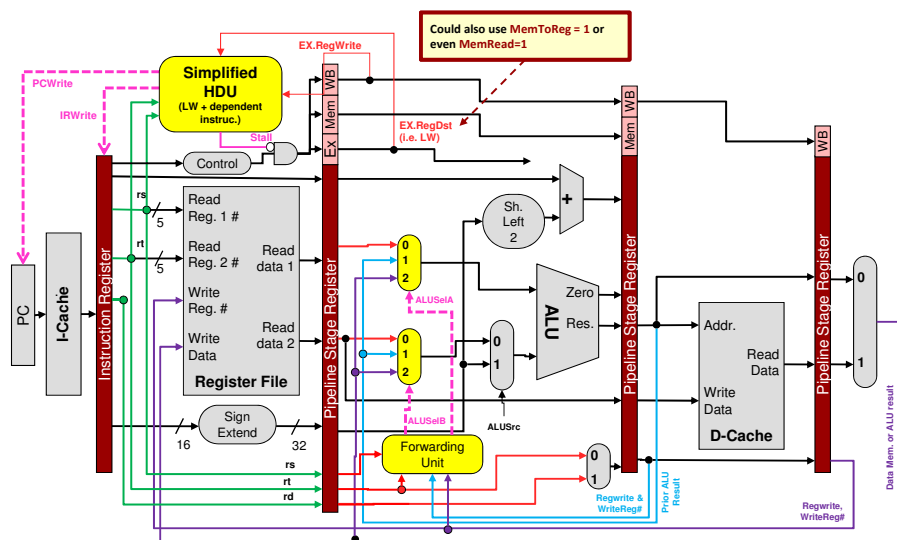 Could also use MemToReg = 1 or
even MemRead=1
EX.RegWrite
PCWrite
Simplified
HDU
(LW + dependent
instruc.)
IRWrite
Stall
WB
Mem
Ex
EX.RegDst
(i.e. LW)
WB
Mem
WB
Control
rs
5
rt
5
Read
Reg. 1 #
Read
Reg. 2 #
Write
Reg. #
Write
Data
Read
data 1
Read
data 2
Register File
PC
I-Cache
Instruction Register
Pipeline Stage Register
0
1
2
ALUSelA
0
1
2
ALUSelB
0
1
ALUSrc
Sh.
Left
2
+
ALU
Zero
Res.
Pipeline Stage Register
Addr.
Read
Data
Write
Data
D-Cache
Pipeline Stage Register
0
1
16
Sign
Extend
32
Forwarding
Unit
rs
rt
rd
0
1
Regwrite &
WriteReg#
Prior ALU
Result
Regwrite,
WriteReg#
Data Mem. or ALU result